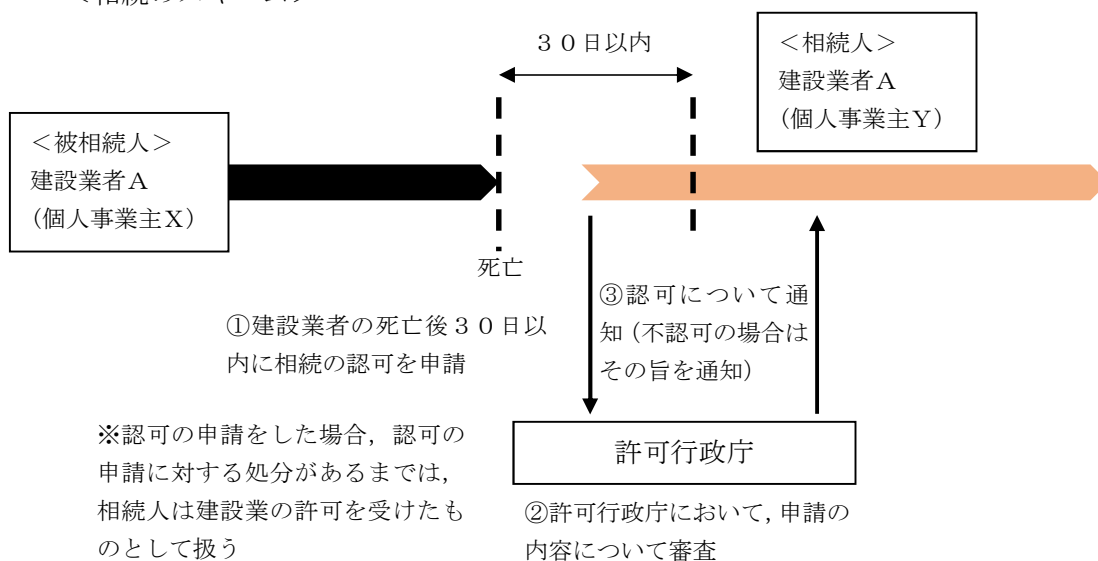 ３０日以内
＜相続人＞
建設業者Ａ
（個人事業主Ｙ）
＜被相続人＞
建設業者Ａ
（個人事業主Ｘ）
死亡
①建設業者の死亡後３０日以
内に相続の認可を申請
③認可について通
知（不認可の場合は
その旨を通知）
※認可の申請をした場合，認可の
申請に対する処分があるまでは，
相続人は建設業の許可を受けたも
のとして扱う
許可行政庁
②許可行政庁において，申請の
内容について審査